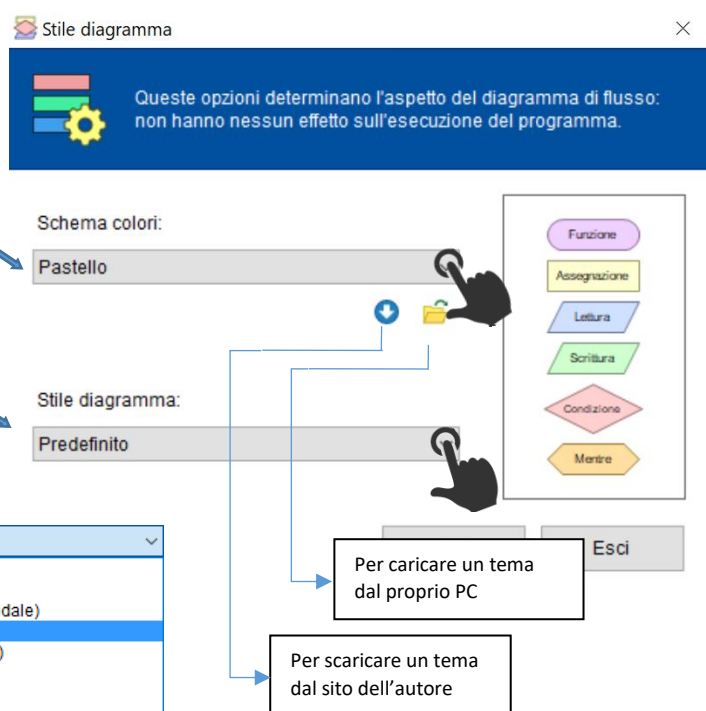 Stile diagramma
Queste opzioni determinano l'aspetto del diagramma di flusso:
non hanno nessun effetto sull'esecuzione del programma.
Schema colori:
Pastello
Funzione
Assegnazione
Lettura
Scrittura
Condizione
Mentre
Stile diagramma:
Predefinito
Esci
dale)
)
Per caricare un tema
dal proprio PC
Per scaricare un tema
dal sito dell'autore